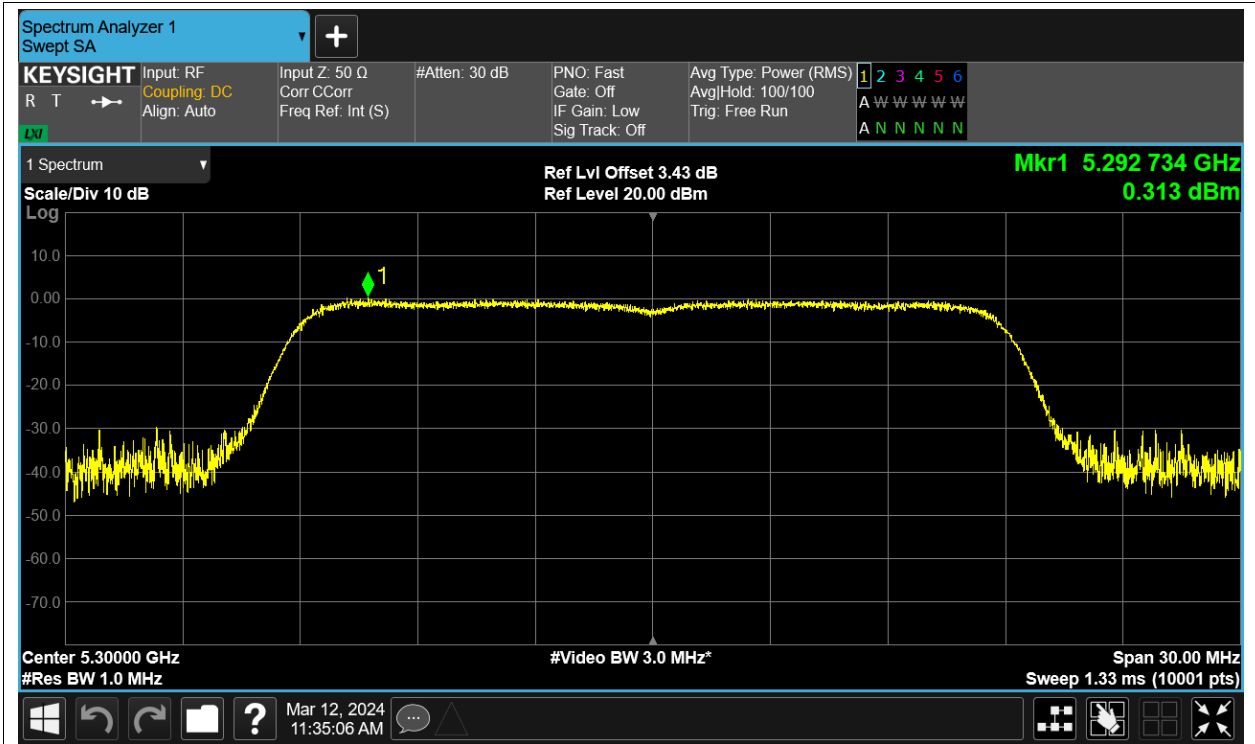 Spectrum Analyzer 1
Swept SA
KEYSIGHT
R T
LXI
Input: RF
Coupling: DC
Align: Auto
Input Z: 50 Ω
Corr CCorr
Freq Ref: Int (S)
#Atten: 30 dB
PNO: Fast
Gate: Off
IF Gain: Low
Sig Track: Off
Avg Type: Power (RMS)
Avg|Hold: 100/100
Trig: Free Run
1 2 3 4 5 6
A W W W W W
A N N N N N
1 Spectrum
Scale/Div 10 dB
Log
Ref Lvl Offset 3.43 dB
Ref Level 20.00 dBm
Mkr1 5.292 734 GHz
0.313 dBm
1
10.0
0.00
-10.0
-20.0
-30.0
-40.0
-50.0
-60.0
-70.0
Center 5.30000 GHz
#Res BW 1.0 MHz
#Video BW 3.0 MHz*
Span 30.00 MHz
Sweep 1.33 ms (10001 pts)
?
Mar 12, 2024
11:35:06 AM